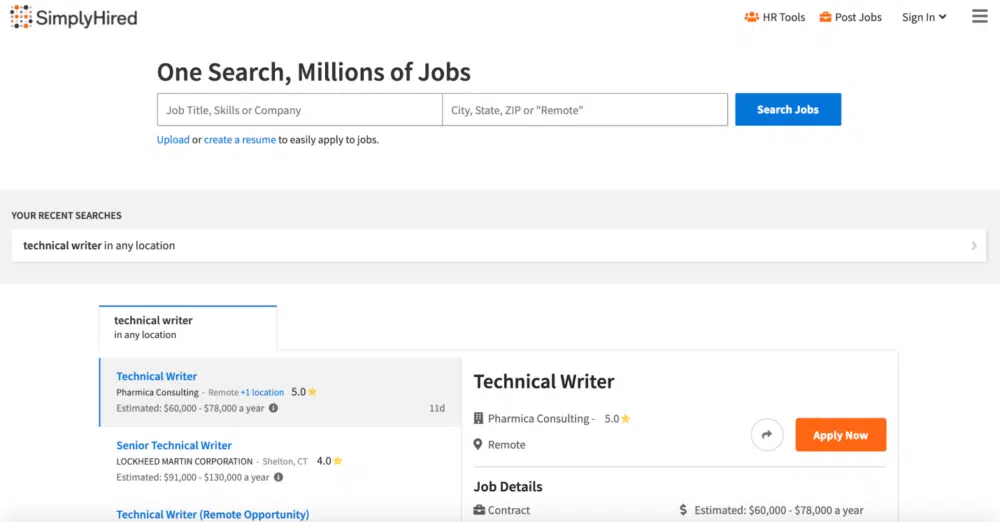 SimplyHired
HR Tools
Post Jobs
Sign In
One Search, Millions of Jobs
Job Title, Skills or Company
City, State, ZIP or "Remote"
Search Jobs
Upload or create a resume to easily apply to jobs.
YOUR RECENT SEARCHES
technical writer in any location
technical writer
in any location
Technical Writer
Pharmica Consulting - Remote +1 location 5.0
Estimated: $60,000 - $78,000 a year 11d
Senior Technical Writer
LOCKHEED MARTIN CORPORATION - Shelton, CT 4.0
Estimated: $91,000 - $130,000 a year
Technical Writer (Remote Opportunity)
Technical Writer
Pharmica Consulting - 5.0
Remote
Apply Now
Job Details
Contract
$ Estimated: $60,000 - $78,000 a year